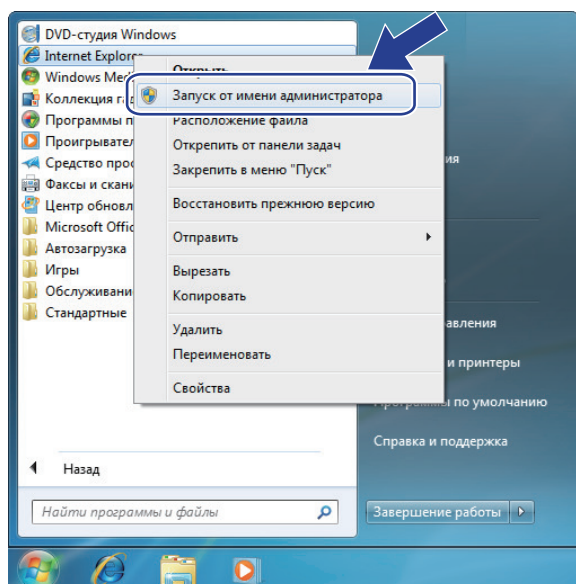 DVD-студия Windows
Internet Explorer
Windows Med
Коллекция га
Программы п
Проигрывател
Средство прос
Факсы и скани
Центр обновл
Microsoft Offic
Автозагрузка
Игры
Обслуживани
Стандартные
Назад
Найти программы и файлы
Открыть
Запуск от имени администратора
Расположение файла
Открепить от панели задач
Закрепить в меню "Пуск"
Восстановить прежнюю версию
Отправить
Вырезать
Копировать
Удалить
Переименовать
Свойства
ия
авления
и принтеры
Программы по умолчанию
Справка и поддержка
Завершение работы